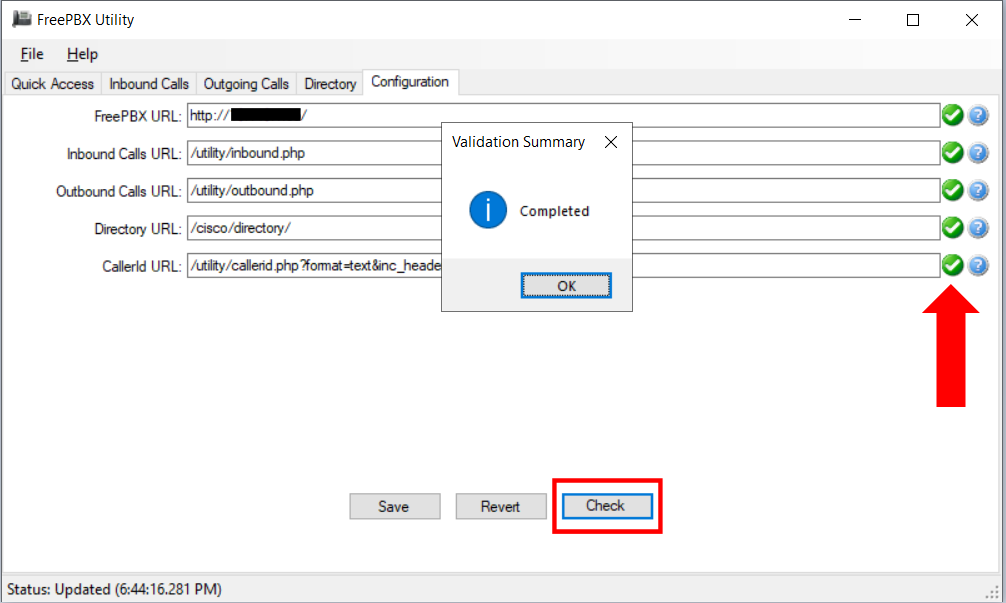 FreePBX Utility
File Help
Quick Access Inbound Calls Outgoing Calls Directory Configuration
FreePBX URL: http:// /
Validation Summary
Inbound Calls URL: /utility/inbound.php
Outbound Calls URL: /utility/outbound.php
Completed
Directory URL: /cisco/directory/
CallerId URL: /utility/callerid.php?format=text&inc_heade
OK
Save Revert Check
Status: Updated (6:44:16.281 PM)